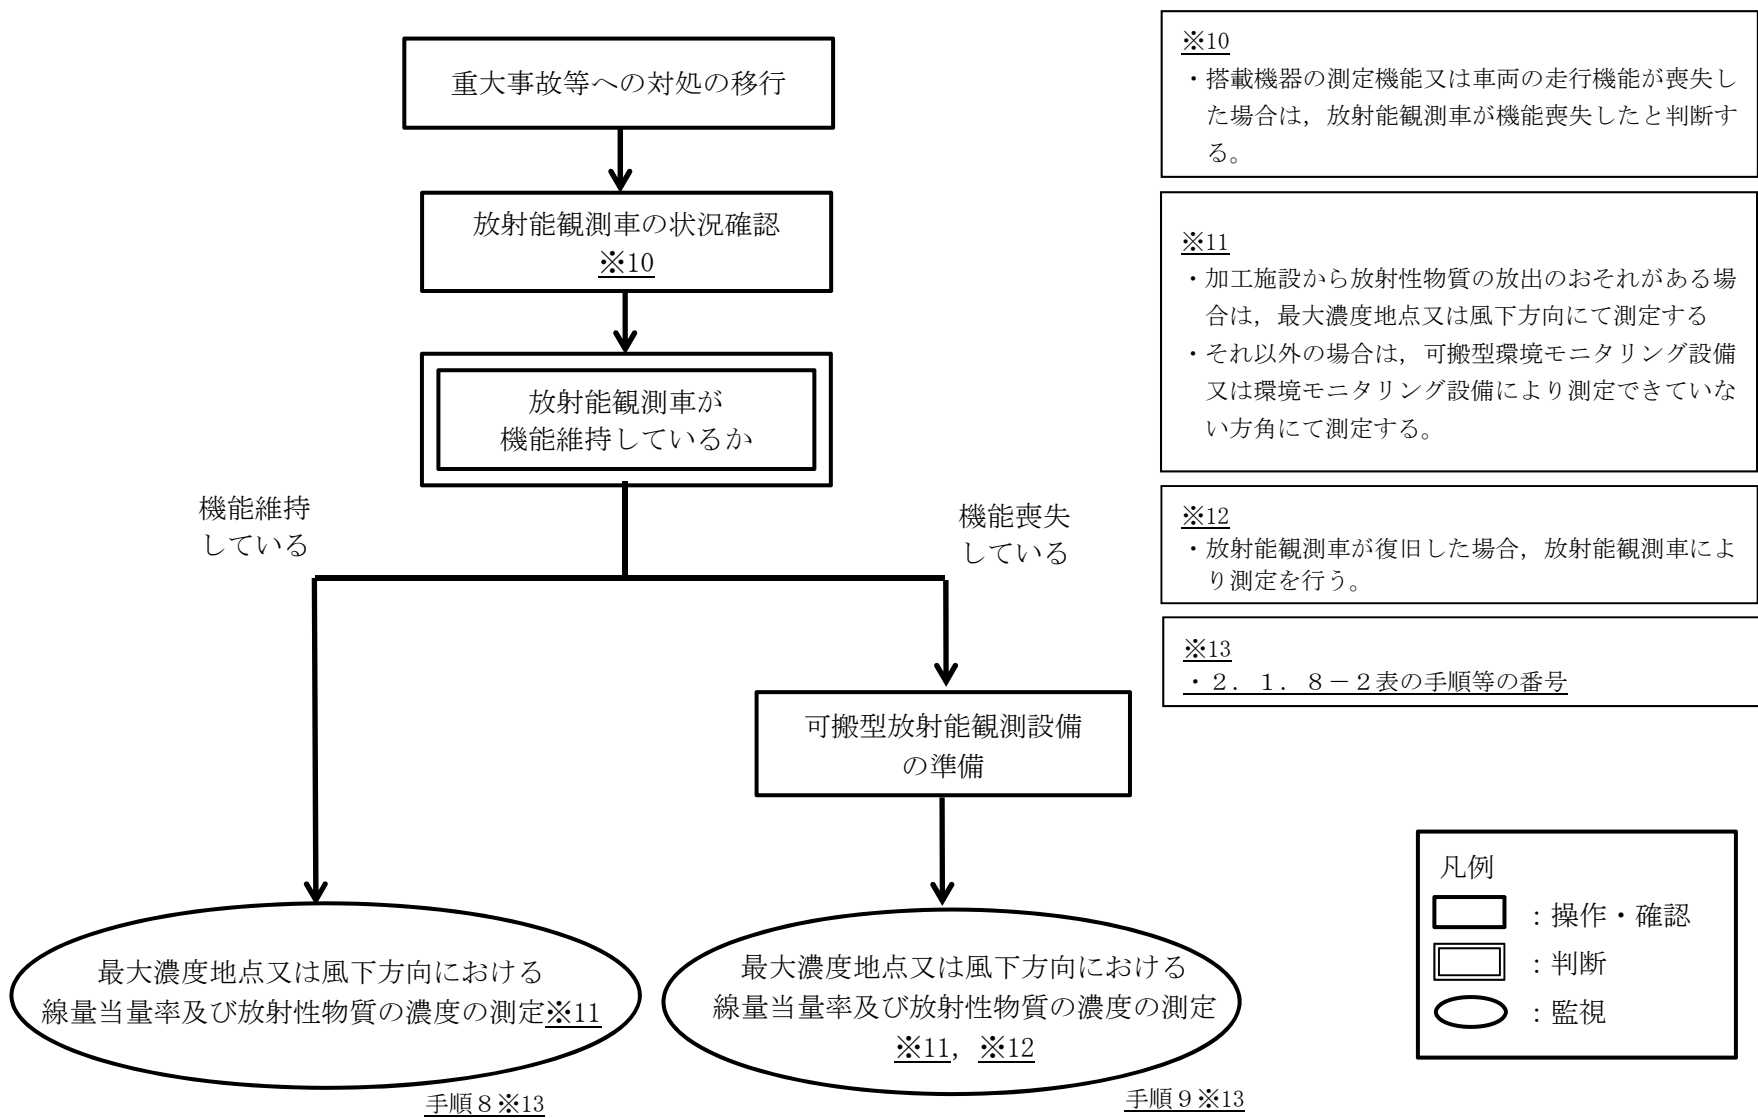 重大事故等への対処の移行
放射能観測車の状況確認
※10
放射能観測車が
機能維持しているか
機能維持
している
機能喪失
している
可搬型放射能観測設備
の準備
最大濃度地点又は風下方向における
線量当量率及び放射性物質の濃度の測定※11
手順８※13
最大濃度地点又は風下方向における
線量当量率及び放射性物質の濃度の測定
※11，※12
手順９※13
※10
・搭載機器の測定機能又は車両の走行機能が喪失し
た場合は，放射能観測車が機能喪失したと判断す
る。
※11
・加工施設から放射性物質の放出のおそれがある場
合は，最大濃度地点又は風下方向にて測定する
・それ以外の場合は，可搬型環境モニタリング設備
又は環境モニタリング設備により測定できていな
い方角にて測定する。
※12
・放射能観測車が復旧した場合，放射能観測車によ
り測定を行う。
※13
・２．１．８－２表の手順等の番号
凡例
：操作・確認
：判断
：監視